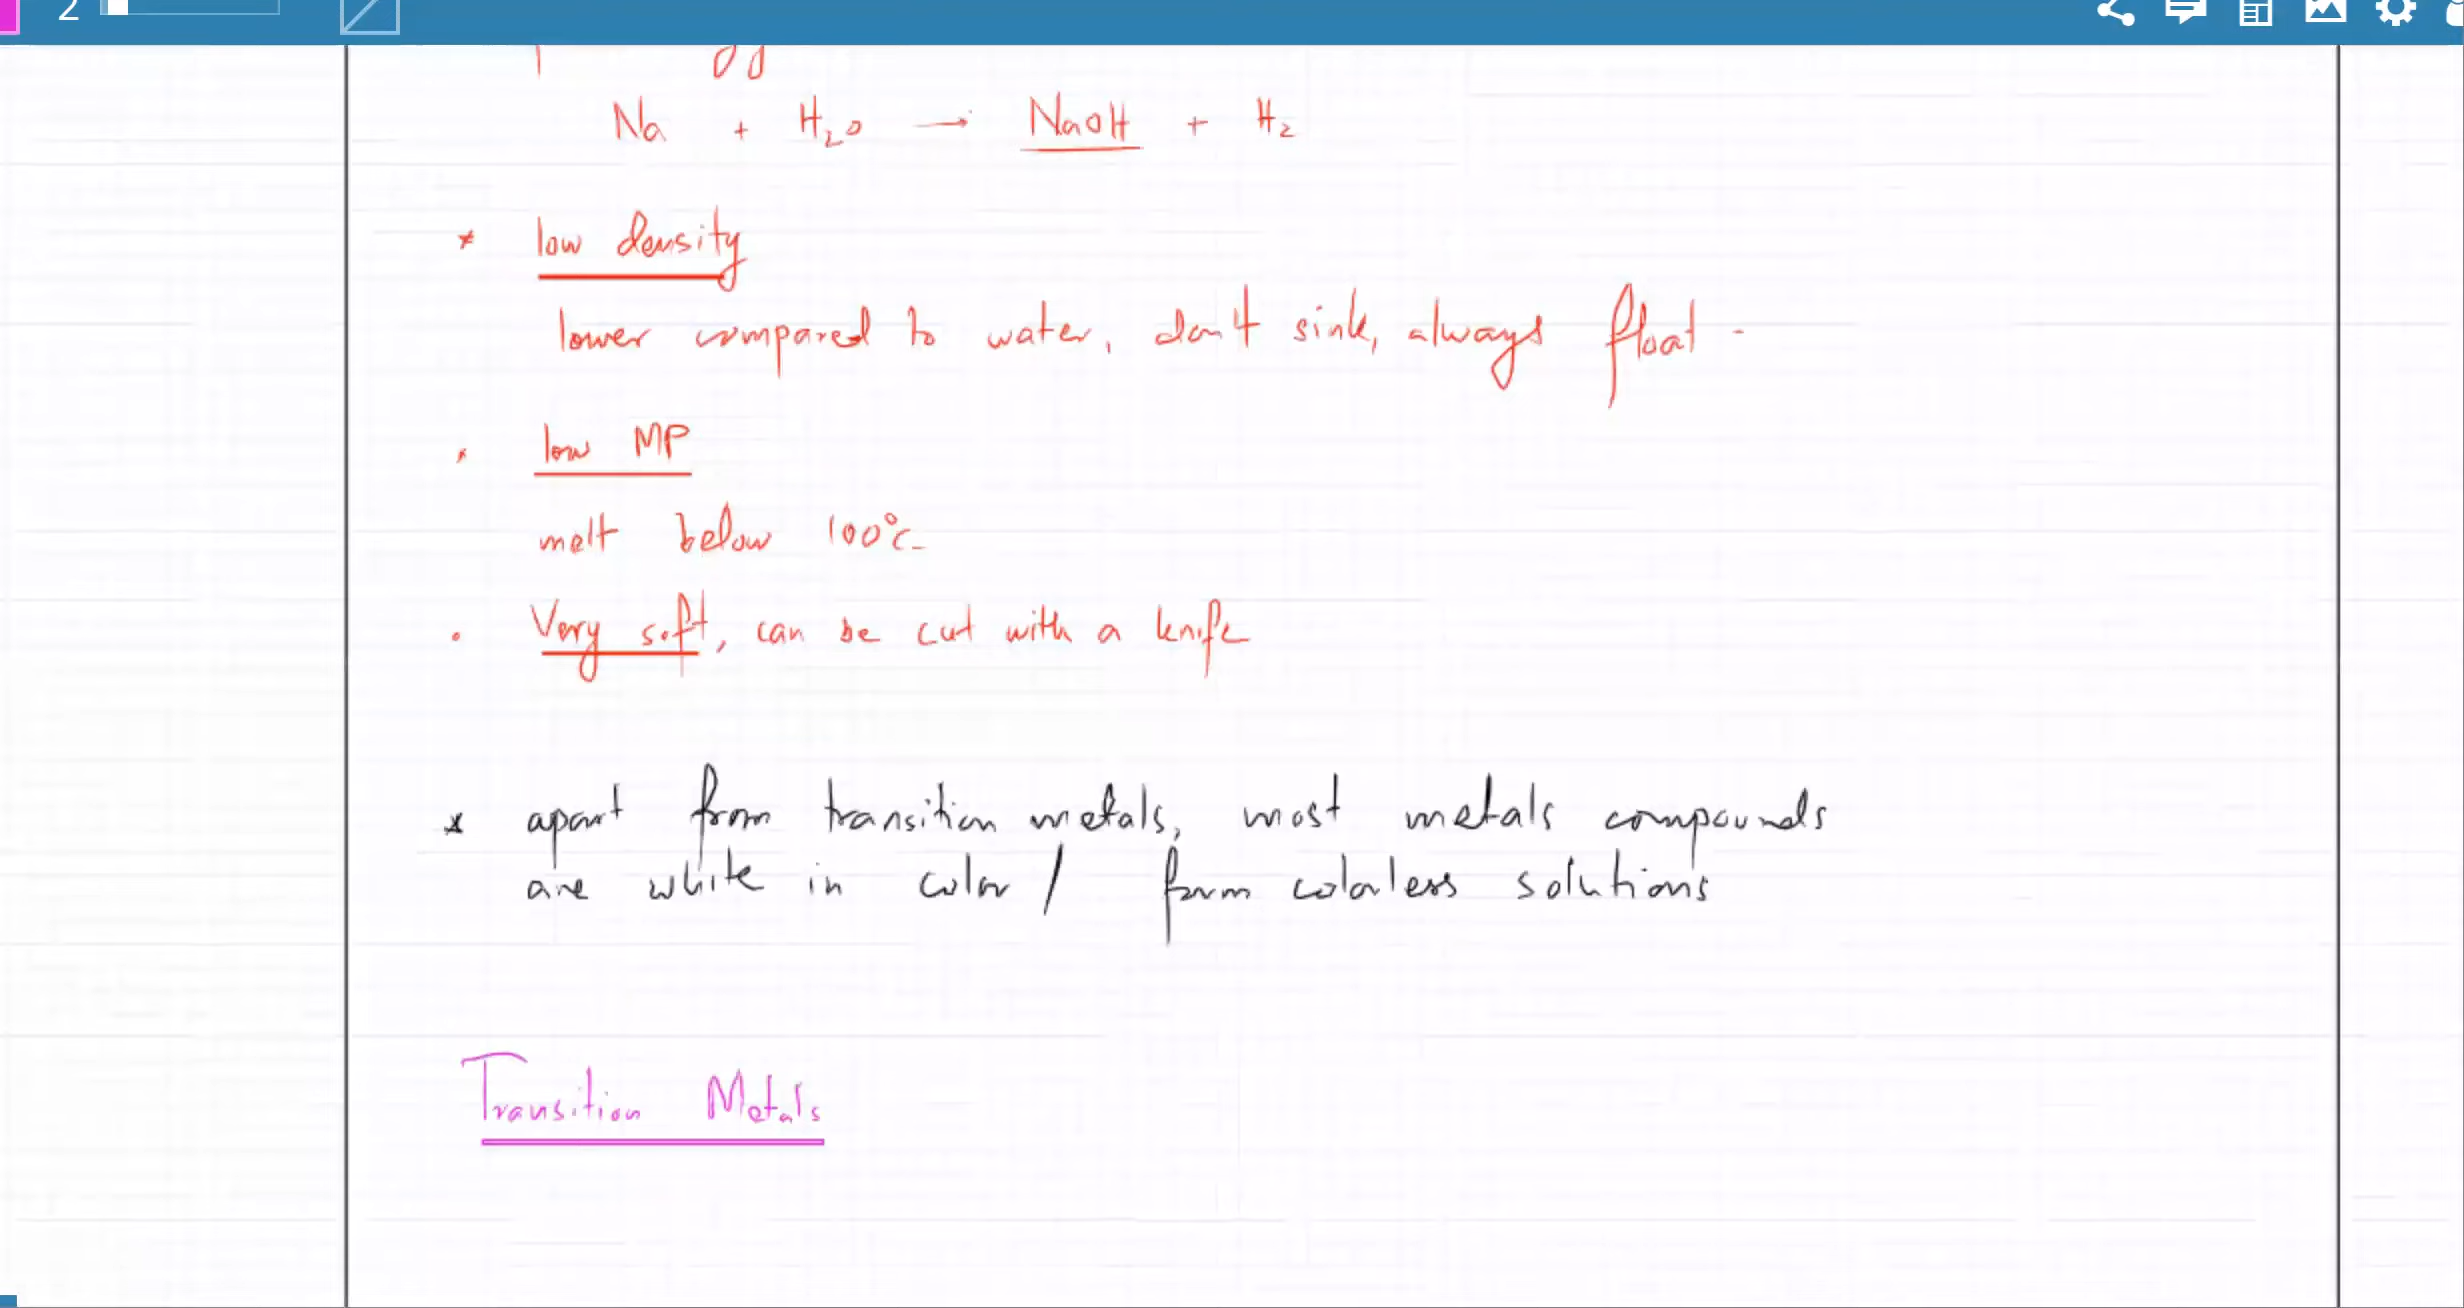 2
Na + H₂O → NaOH + H₂
* low density
lower compared to water, don't sink, always float.
* low MP
melt below 100°C.
• Very soft, can be cut with a knife
* apart from transition metals, most metals compounds
are white in color / form colorless solutions
Transition Metals